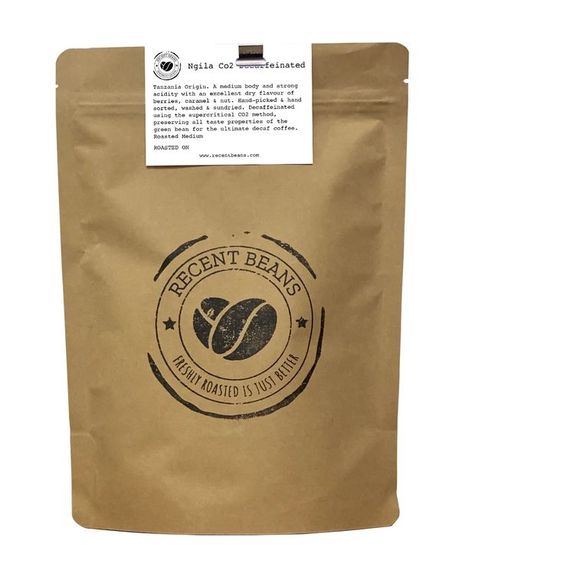 Ngila Co2 Decaffeinated
Tanzania Origin. A medium body and strong
acidity with an excellent dry flavour of
berries, caramel & nut. Hand-picked & hand
sorted, washed & sundried. Decaffeinated
using the supercritical CO2 method,
preserving all taste properties of the
green bean for the ultimate decaf coffee.
Roasted Medium
ROASTED ON
www.recentbeans.com
RECENT BEANS
FRESHLY ROASTED IS JUST BETTER